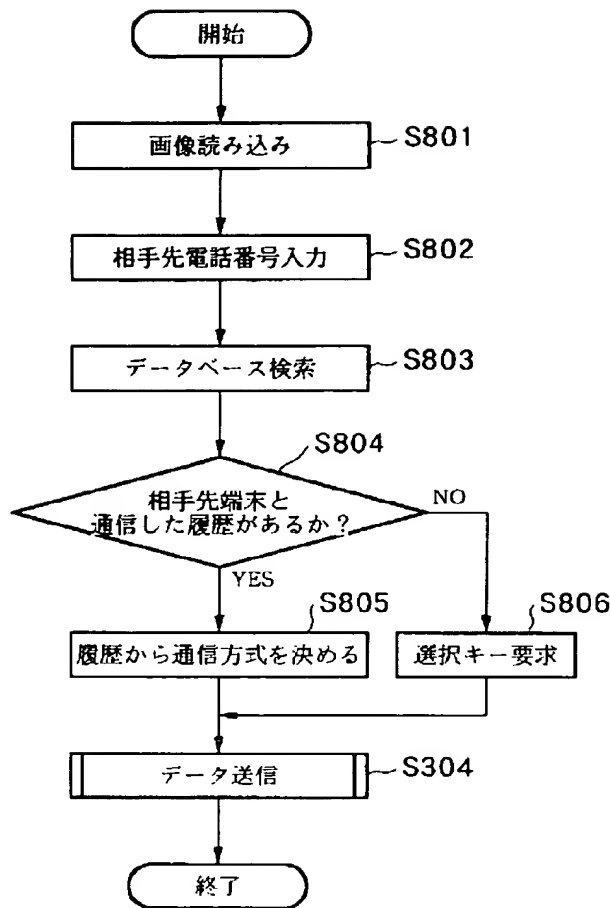 開始
画像読み込み
S801
相手先電話番号入力
S802
データベース検索
S803
S804
相手先端末と
通信した履歴があるか？
NO
YES
S805
履歴から通信方式を決める
S806
選択キー要求
データ送信
S304
終了